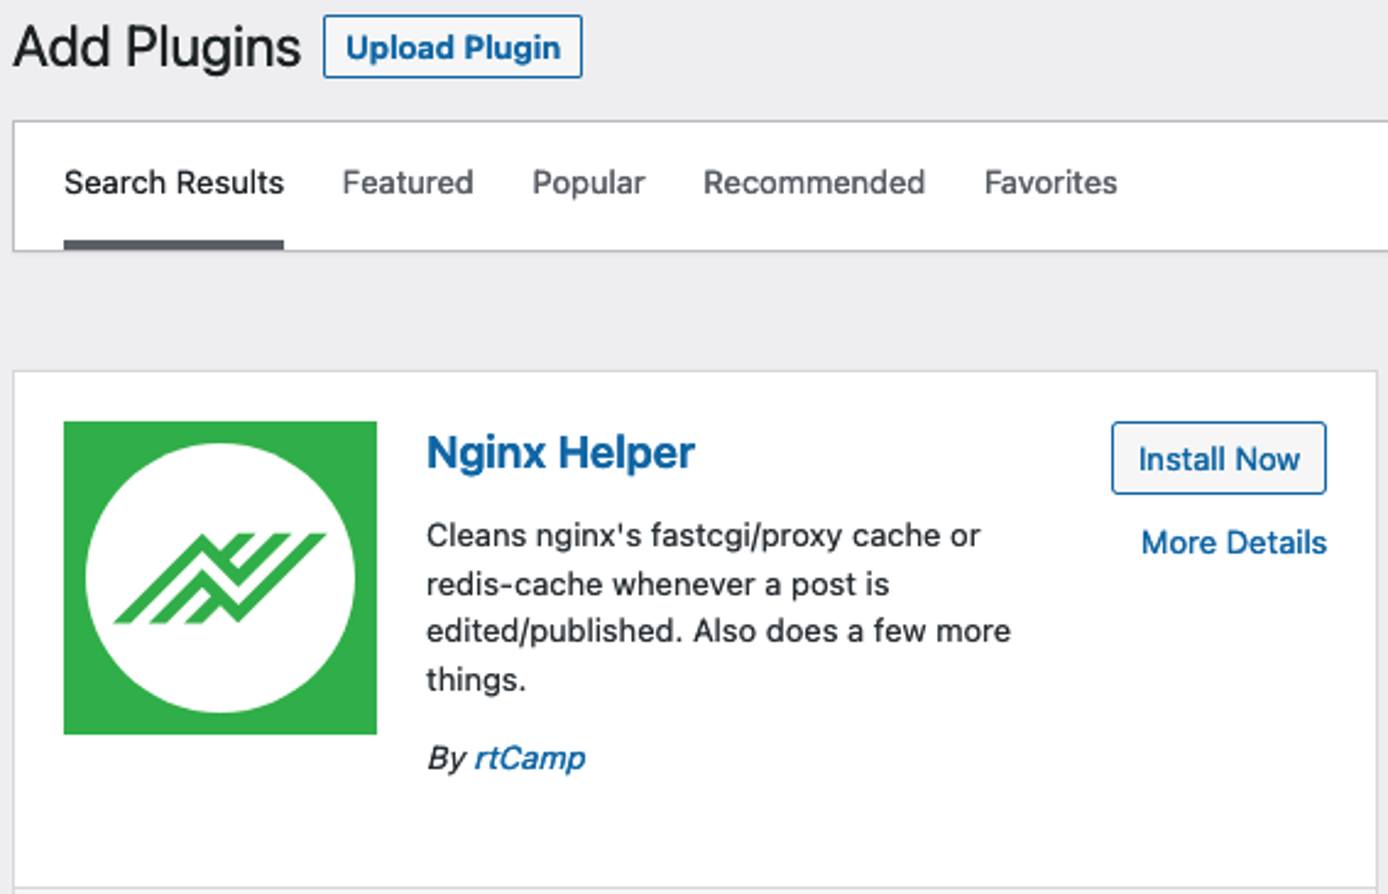 Add Plugins Upload Plugin
Search Results Featured Popular Recommended Favorites
Nginx Helper
Install Now
Cleans nginx's fastcgi/proxy cache or
redis-cache whenever a post is
edited/published. Also does a few more
things.
More Details
By rtCamp